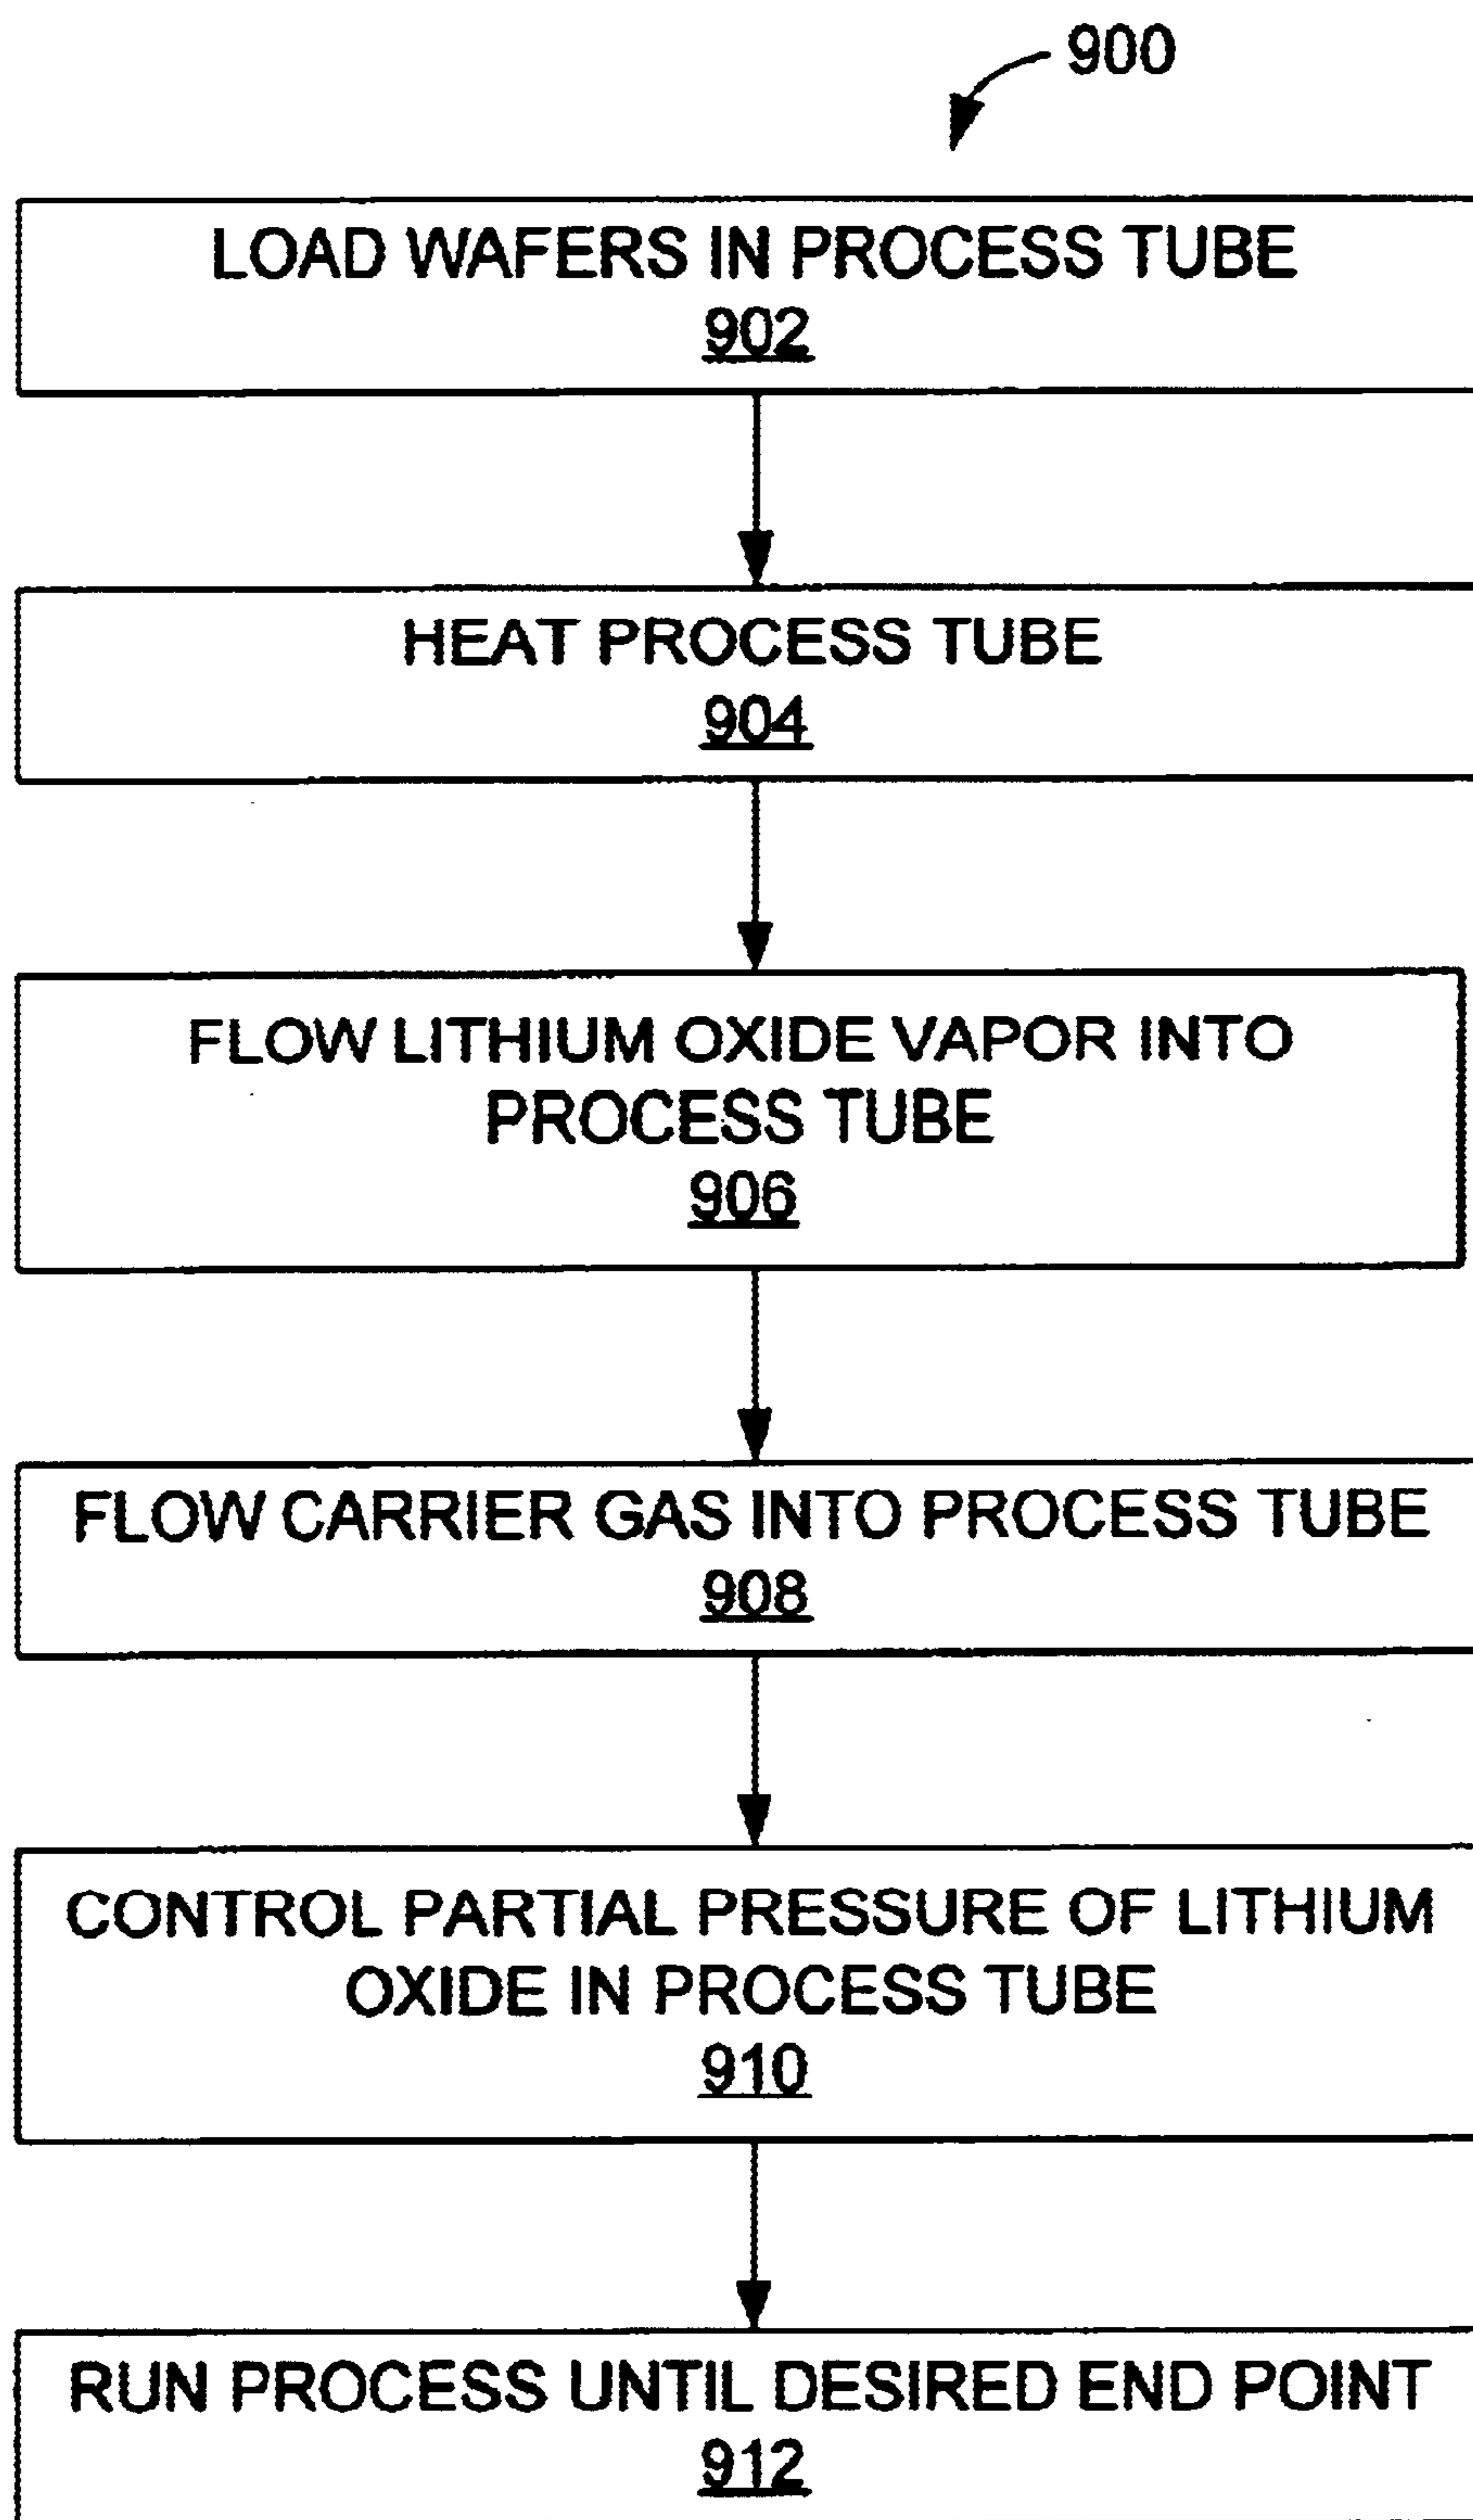 900
LOAD WAFERS IN PROCESS TUBE
902
HEAT PROCESS TUBE
904
FLOW LITHIUM OXIDE VAPOR INTO
PROCESS TUBE
906
FLOW CARRIER GAS INTO PROCESS TUBE
908
CONTROL PARTIAL PRESSURE OF LITHIUM
OXIDE IN PROCESS TUBE
910
RUN PROCESS UNTIL DESIRED END POINT
912